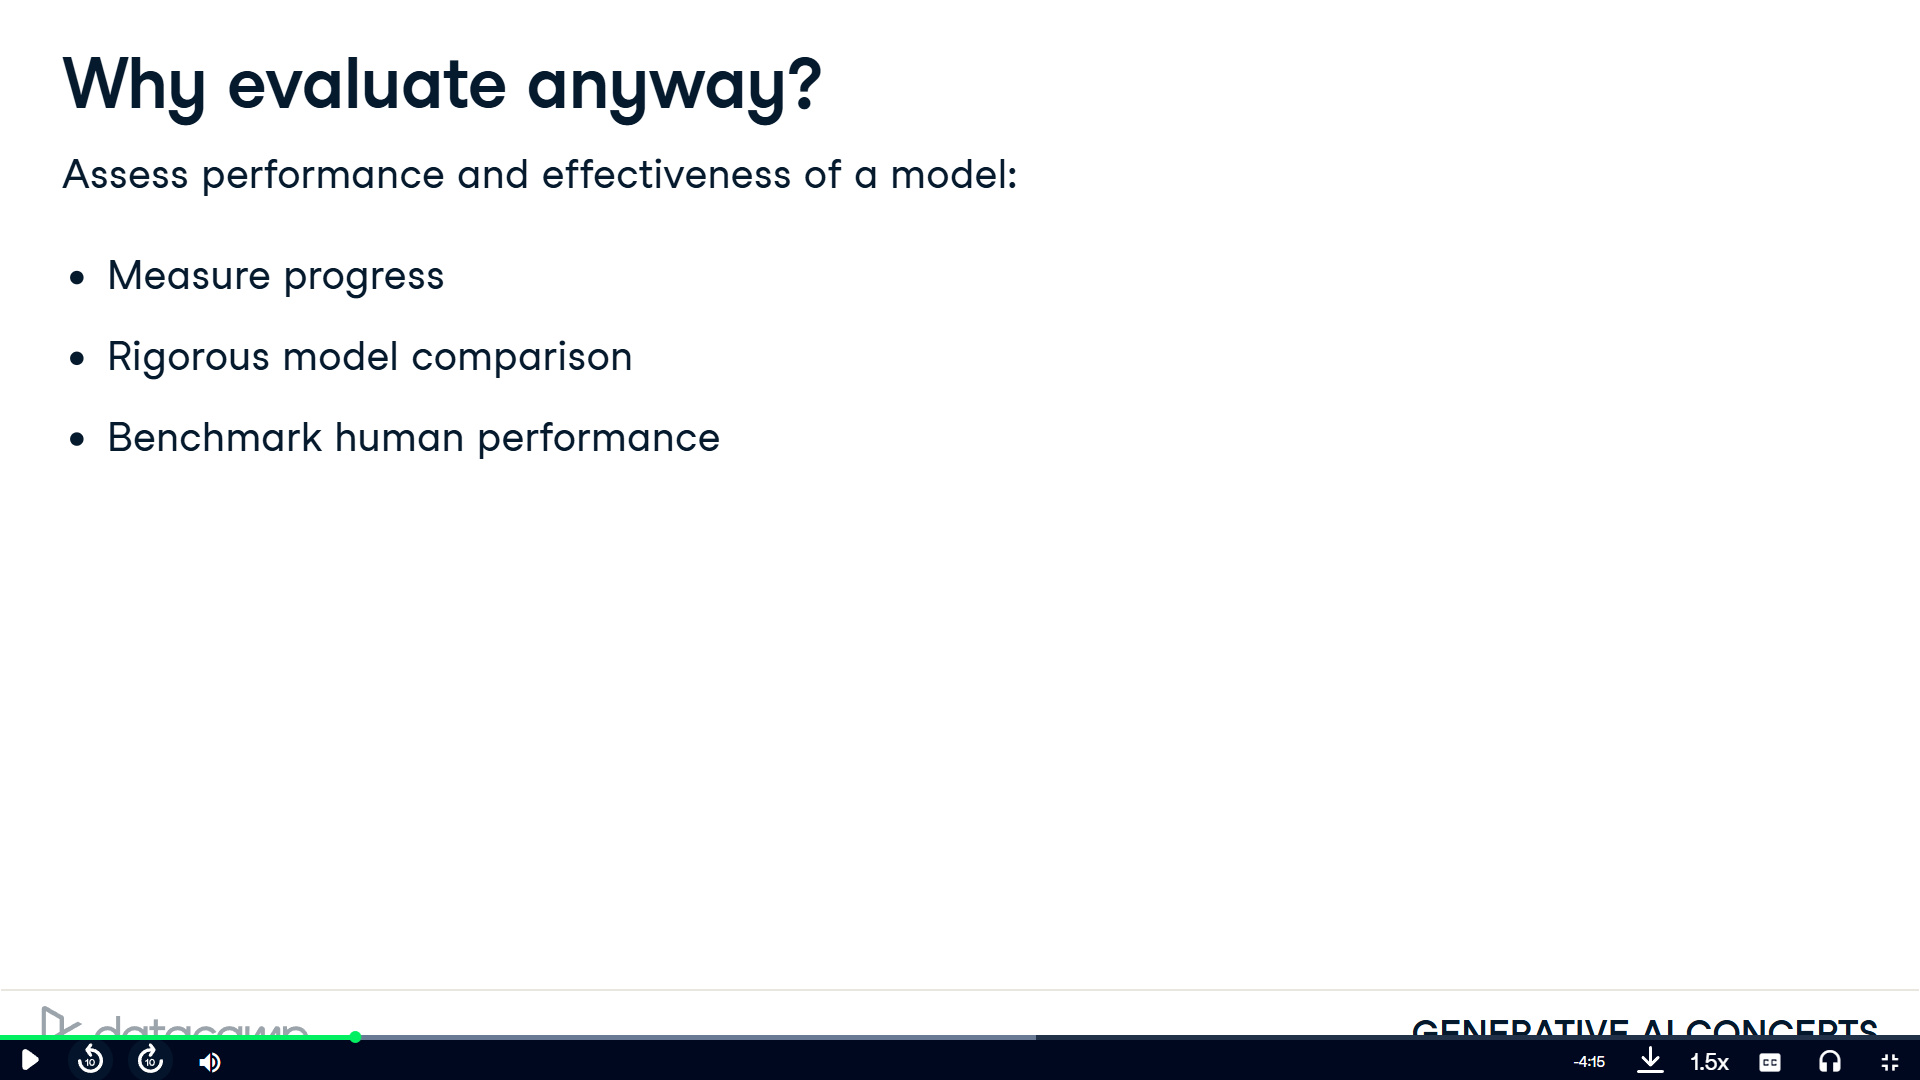 Why evaluate anyway?
Assess performance and effectiveness of a model:
• Measure progress
• Rigorous model comparison
• Benchmark human performance
datacamp
GENERATIVE AI CONCEPTS
10
10
-4:15
1.5x
CC